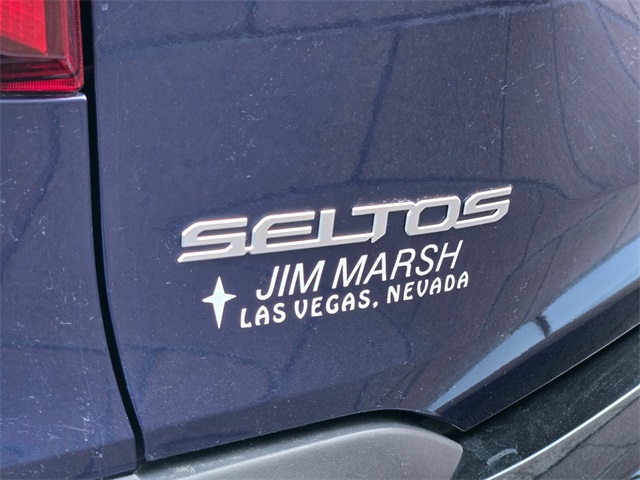 SELTOS
JIM MARSH
LAS VEGAS, NEVADA